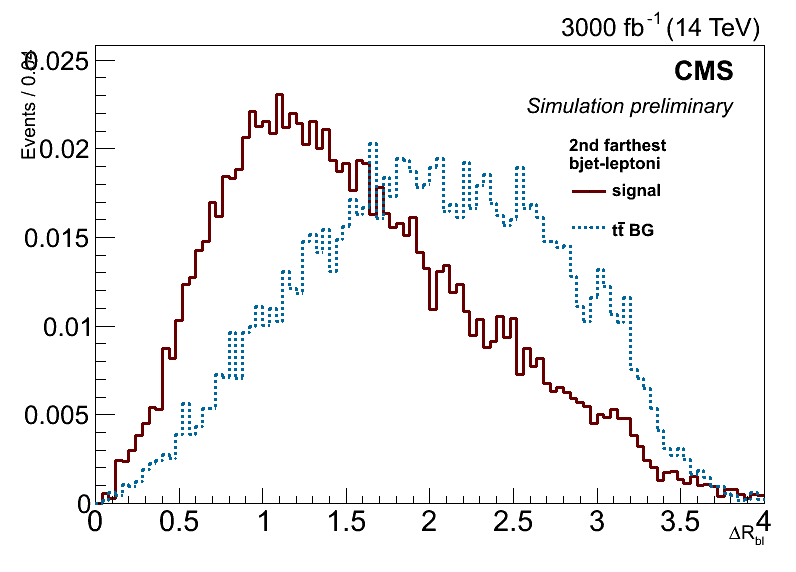 3000 fb-1 (14 TeV)
CMS
Simulation preliminary
2nd farthest
bjet-leptoni
signal
tt̄ BG
Events / 0.04
0.025
0.02
0.015
0.01
0.005
0
0 0.5 1 1.5 2 2.5 3 3.5 4
ΔRbl